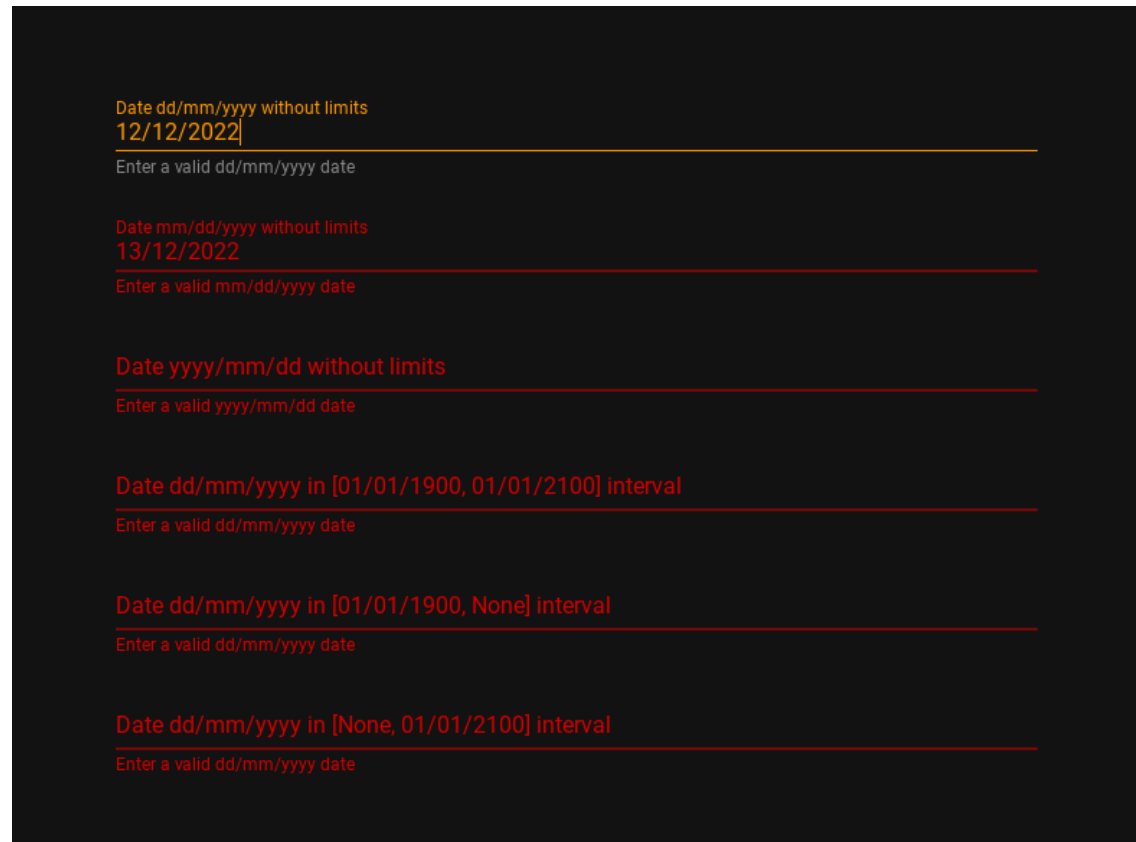 Date dd/mm/yyyy without limits
12/12/2022
Enter a valid dd/mm/yyyy date
Date mm/dd/yyyy without limits
13/12/2022
Enter a valid mm/dd/yyyy date
Date yyyy/mm/dd without limits
Enter a valid yyyy/mm/dd date
Date dd/mm/yyyy in [01/01/1900, 01/01/2100] interval
Enter a valid dd/mm/yyyy date
Date dd/mm/yyyy in [01/01/1900, None] interval
Enter a valid dd/mm/yyyy date
Date dd/mm/yyyy in [None, 01/01/2100] interval
Enter a valid dd/mm/yyyy date